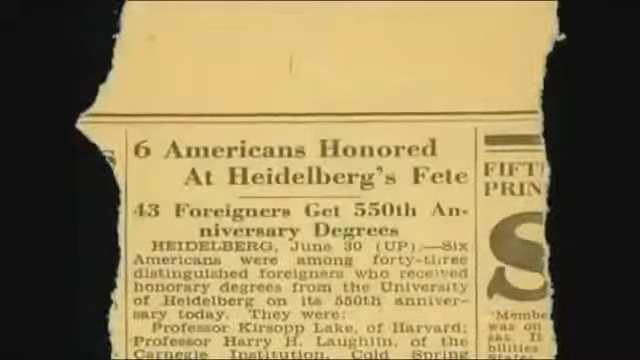 6 Americans Honored
At Heidelberg's Fete
43 Foreigners Get 550th An-
niversary Degrees
HEIDELBERG, June 30 (UP).—Six
Americans were among forty-three
distinguished foreigners who received
honorary degrees from the University
of Heidelberg on its 550th anniver-
sary today. They were:
Professor Kirsopp Lake, of Harvard;
Professor Harry H. Laughlin, of the
Carnegie Institution, Cold Spring
S
FIFT
PRIN
S
"Membe
was on
sas. It
bilities